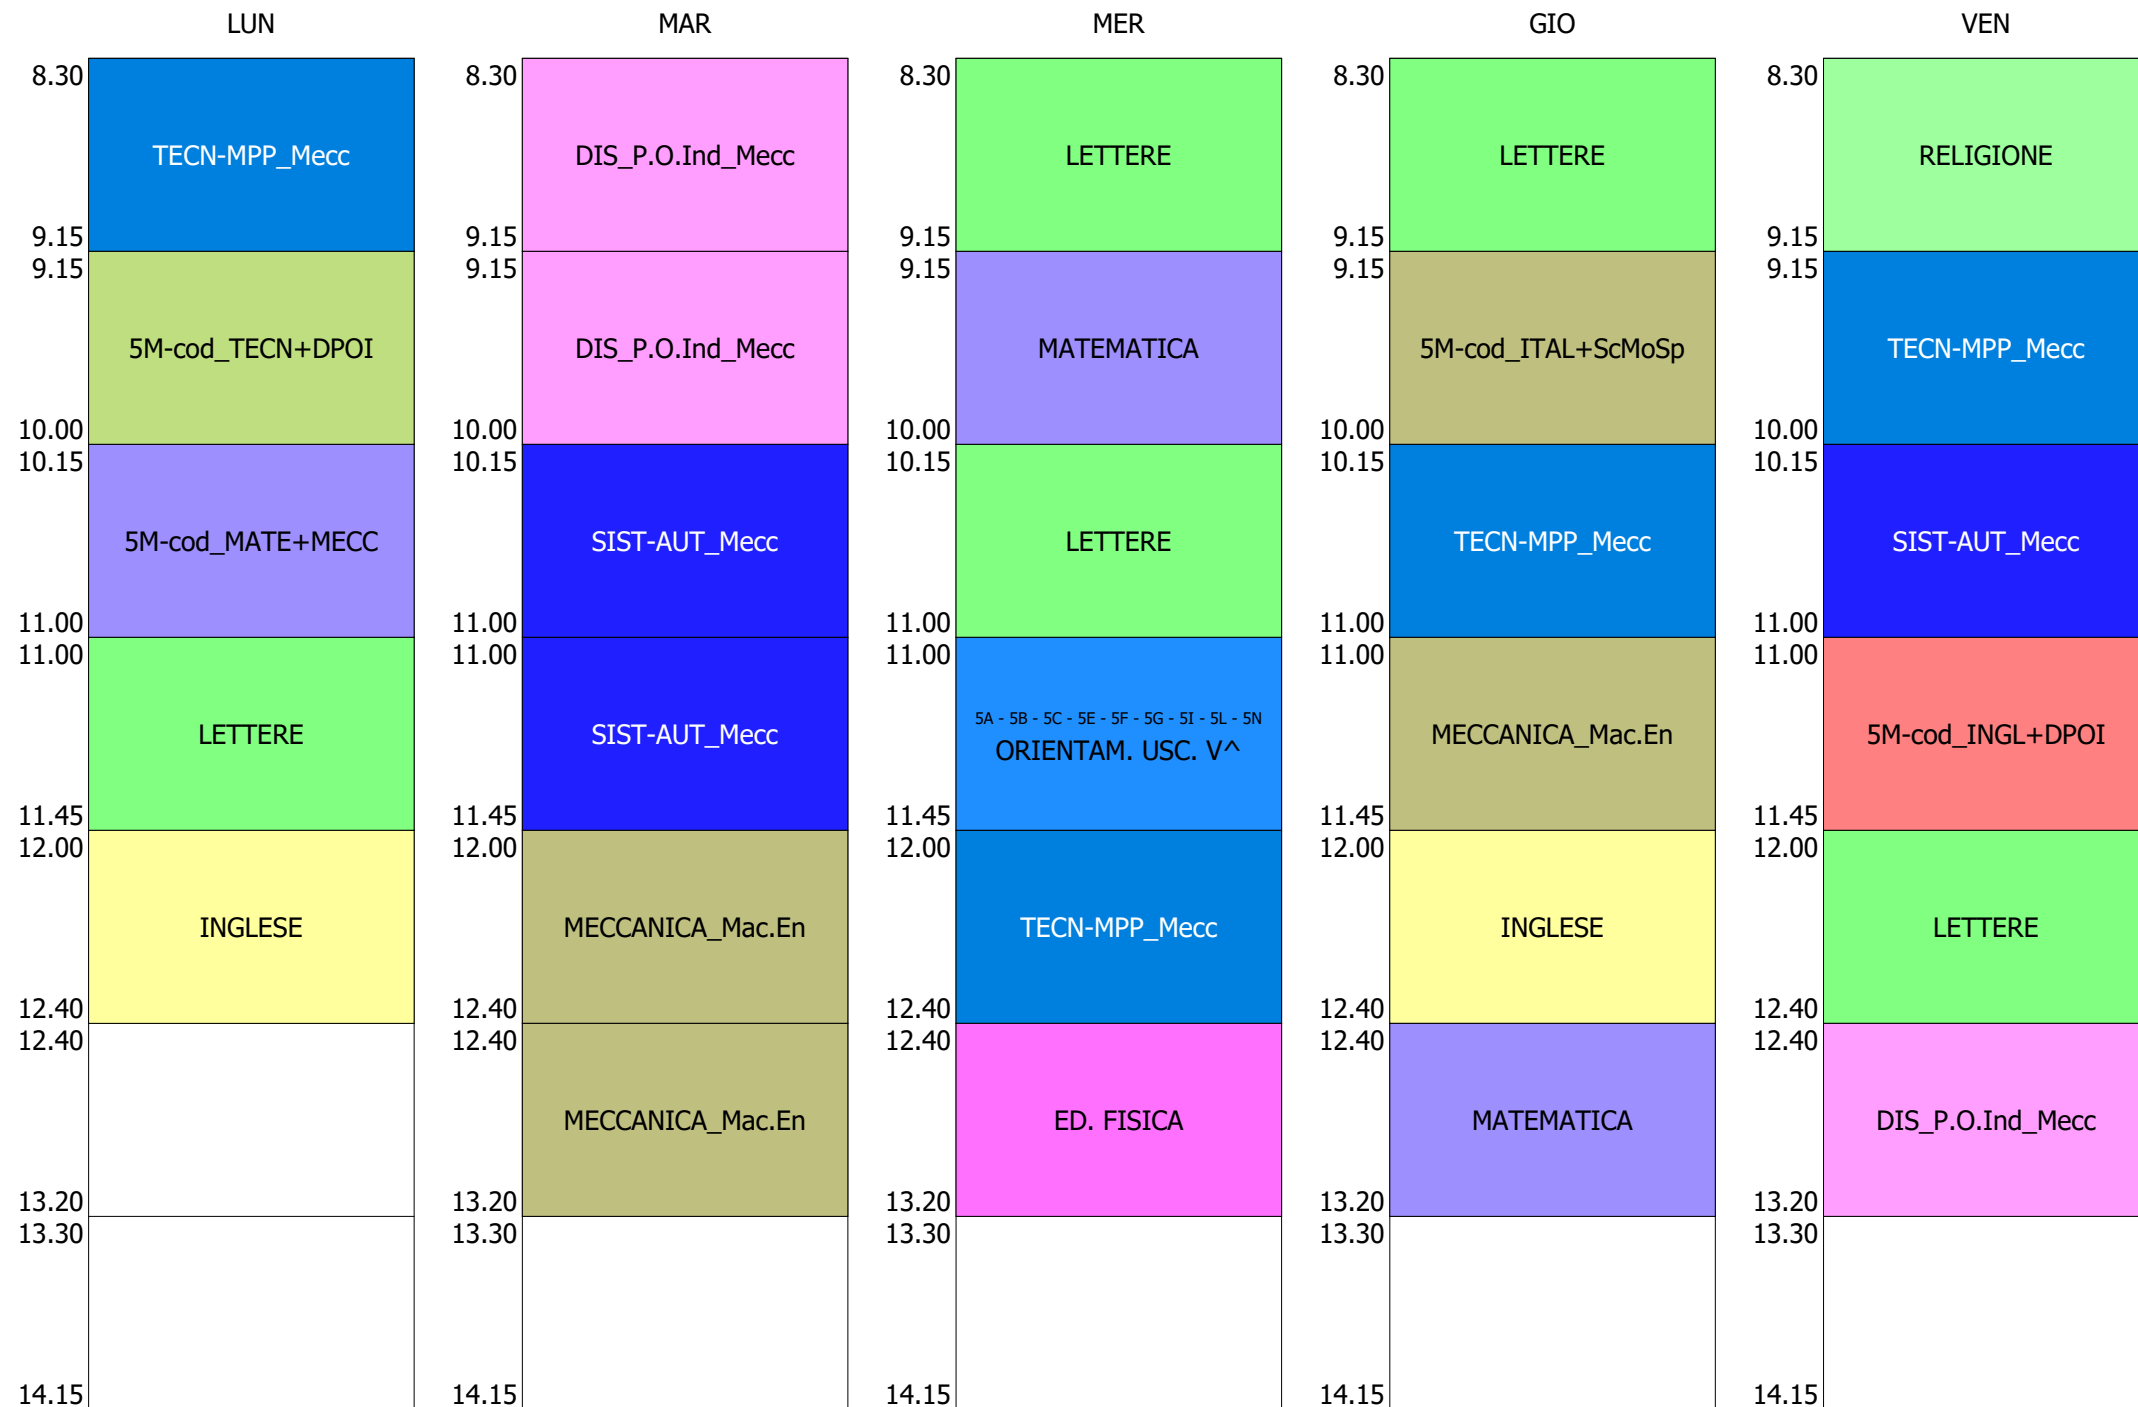 LUN MAR MER GIO VEN
8.30 8.30 8.30 8.30 8.30
TECN-MPP_Mecc DIS_P.O.Ind_Mecc LETTERE LETTERE RELIGIONE
9.15 9.15 9.15 9.15 9.15
9.15 9.15 9.15 9.15 9.15
5M-cod_TECN+DPOI DIS_P.O.Ind_Mecc MATEMATICA 5M-cod_ITAL+ScMoSp TECN-MPP_Mecc
10.00 10.00 10.00 10.00 10.00
10.15 10.15 10.15 10.15 10.15
5M-cod_MATE+MECC SIST-AUT_Mecc LETTERE TECN-MPP_Mecc SIST-AUT_Mecc
11.00 11.00 11.00 11.00 11.00
11.00 11.00 11.00 11.00 11.00
5A - 5B - 5C - 5E - 5F - 5G - 5I - 5L - 5N
LETTERE SIST-AUT_Mecc ORIENTAM. USC. V^ MECCANICA_Mac.En 5M-cod_INGL+DPOI
11.45 11.45 11.45 11.45 11.45
12.00 12.00 12.00 12.00 12.00
INGLESE MECCANICA_Mac.En TECN-MPP_Mecc INGLESE LETTERE
12.40 12.40 12.40 12.40 12.40
12.40 12.40 12.40 12.40 12.40
MECCANICA_Mac.En ED. FISICA MATEMATICA DIS_P.O.Ind_Mecc
13.20 13.20 13.20 13.20 13.20
13.30 13.30 13.30 13.30 13.30
14.15 14.15 14.15 14.15 14.15